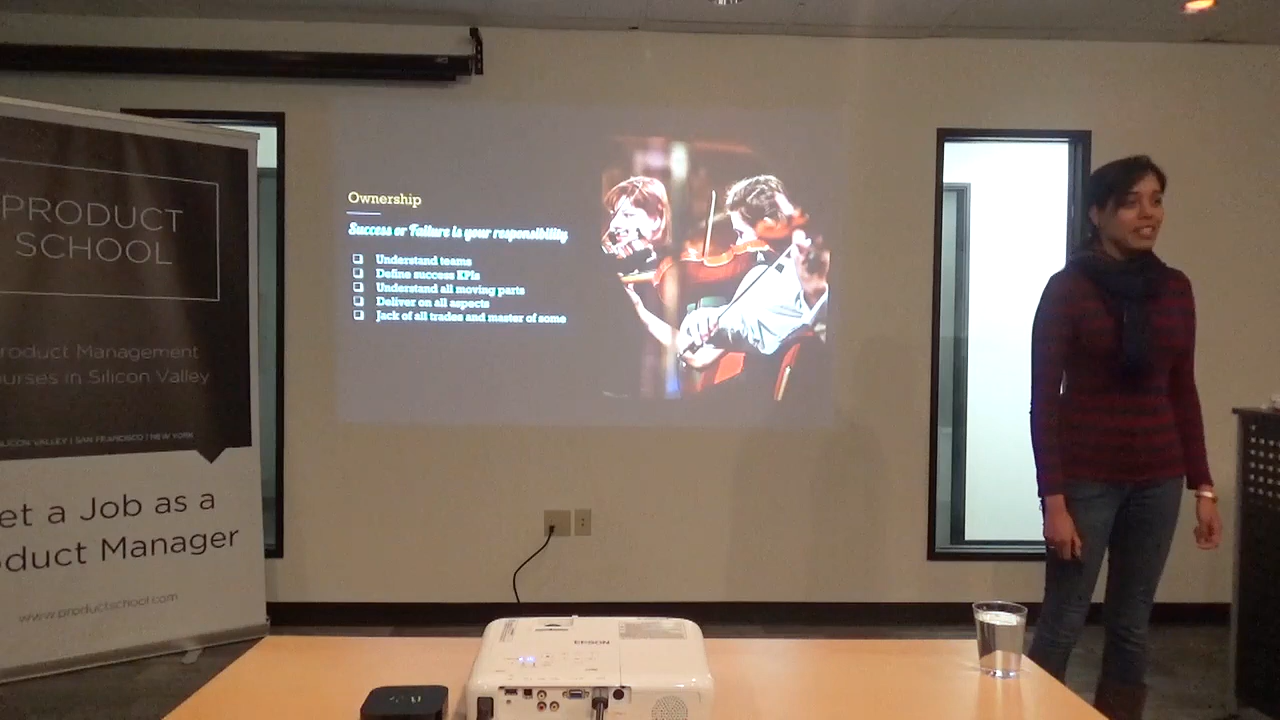 PRODUCT
SCHOOL
roduct Management
urses in Silicon Valley
SILICON VALLEY | SAN FRANCISCO | NEW YORK
et a Job as a
oduct Manager
www.productschool.com
Ownership
Success or Failure is your responsibility
Understand teams
Define success KPIs
Understand all moving parts
Deliver on all aspects
Jack of all trades and master of some
EPSON